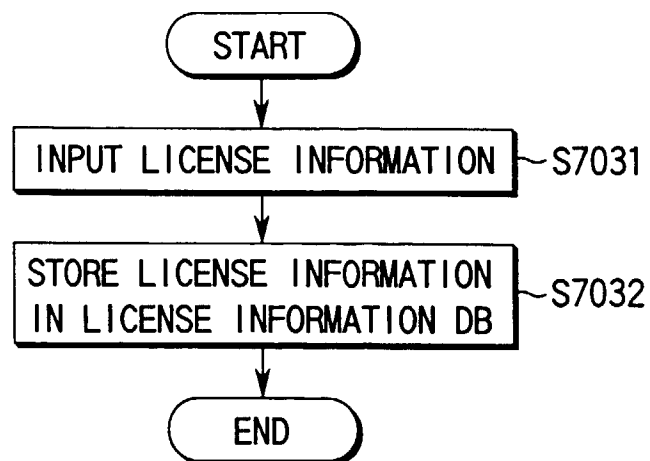 START
INPUT LICENSE INFORMATION
S7031
STORE LICENSE INFORMATION
IN LICENSE INFORMATION DB
S7032
END